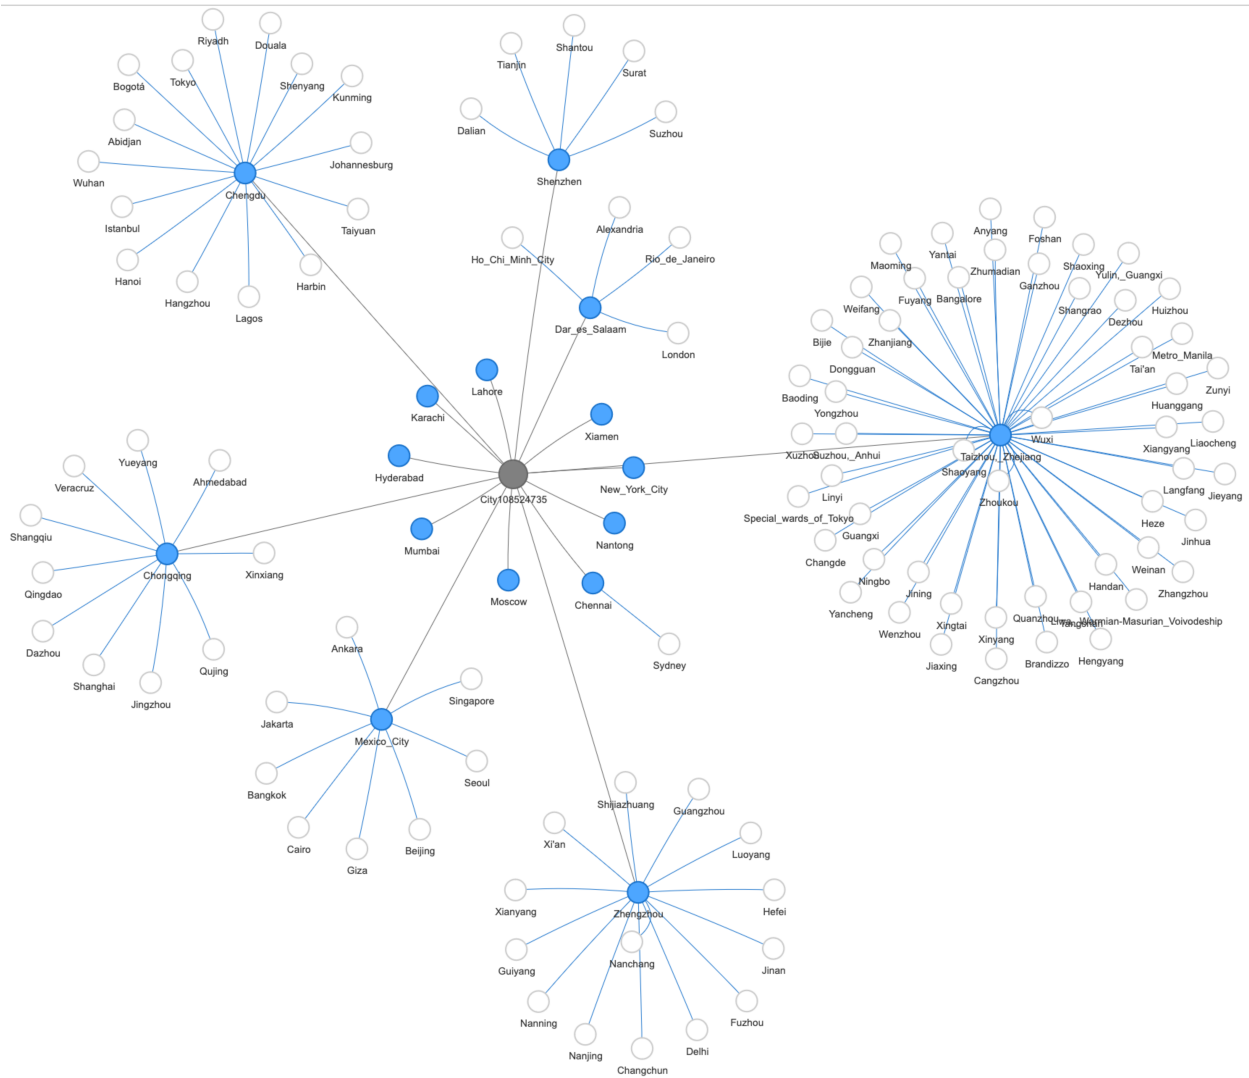 Riyadh
Douala
Bogotá
Tokyo
Shenyang
Kunming
Abidjan
Johannesburg
Wuhan
Chengdu
Istanbul
Taiyuan
Hanoi
Hangzhou
Harbin
Lagos
Tianjin
Shantou
Surat
Dalian
Suzhou
Shenzhen
Alexandria
Ho_Chi_Minh_City
Rio_de_Janeiro
Dar_es_Salaam
London
Lahore
Karachi
Xiamen
Hyderabad
New_York_City
City108524735
Mumbai
Nantong
Moscow
Chennai
Sydney
Yueyang
Veracruz
Ahmedabad
Shangqiu
Chongqing
Xinxiang
Qingdao
Dazhou
Shanghai
Jingzhou
Qujing
Ankara
Singapore
Jakarta
Mexico_City
Bangkok
Seoul
Cairo
Giza
Beijing
Shijiazhuang
Guangzhou
Xi'an
Luoyang
Xianyang
Zhengzhou
Hefei
Guiyang
Nanchang
Jinan
Nanning
Fuzhou
Nanjing
Changchun
Delhi
Anyang
Foshan
Yantai
Maoming
Zhumadian
Shaoxing
Yulin,_Guangxi
Ganzhou
Fuyang
Bangalore
Weifang
Shangrao
Dezhou
Huizhou
Bijie
Zhanjiang
Dongguan
Tai'an
Metro_Manila
Baoding
Yongzhou
Huanggang
Zunyi
Wuxi
Xiangyang
Liaocheng
Xuzhou
Suzhou,_Anhui
Taizhou,_Zhejiang
Shaoyang
Linyi
Zhoukou
Langfang
Jieyang
Special_wards_of_Tokyo
Guangxi
Heze
Jinhua
Changde
Ningbo
Weinan
Zhangzhou
Jining
Handan
Yancheng
Wenzhou
Xingtai
Xinyang
Quanzhou
Tangshan
Warmian-Masurian_Voivodeship
Jiaxing
Cangzhou
Brandizzo
Hengyang